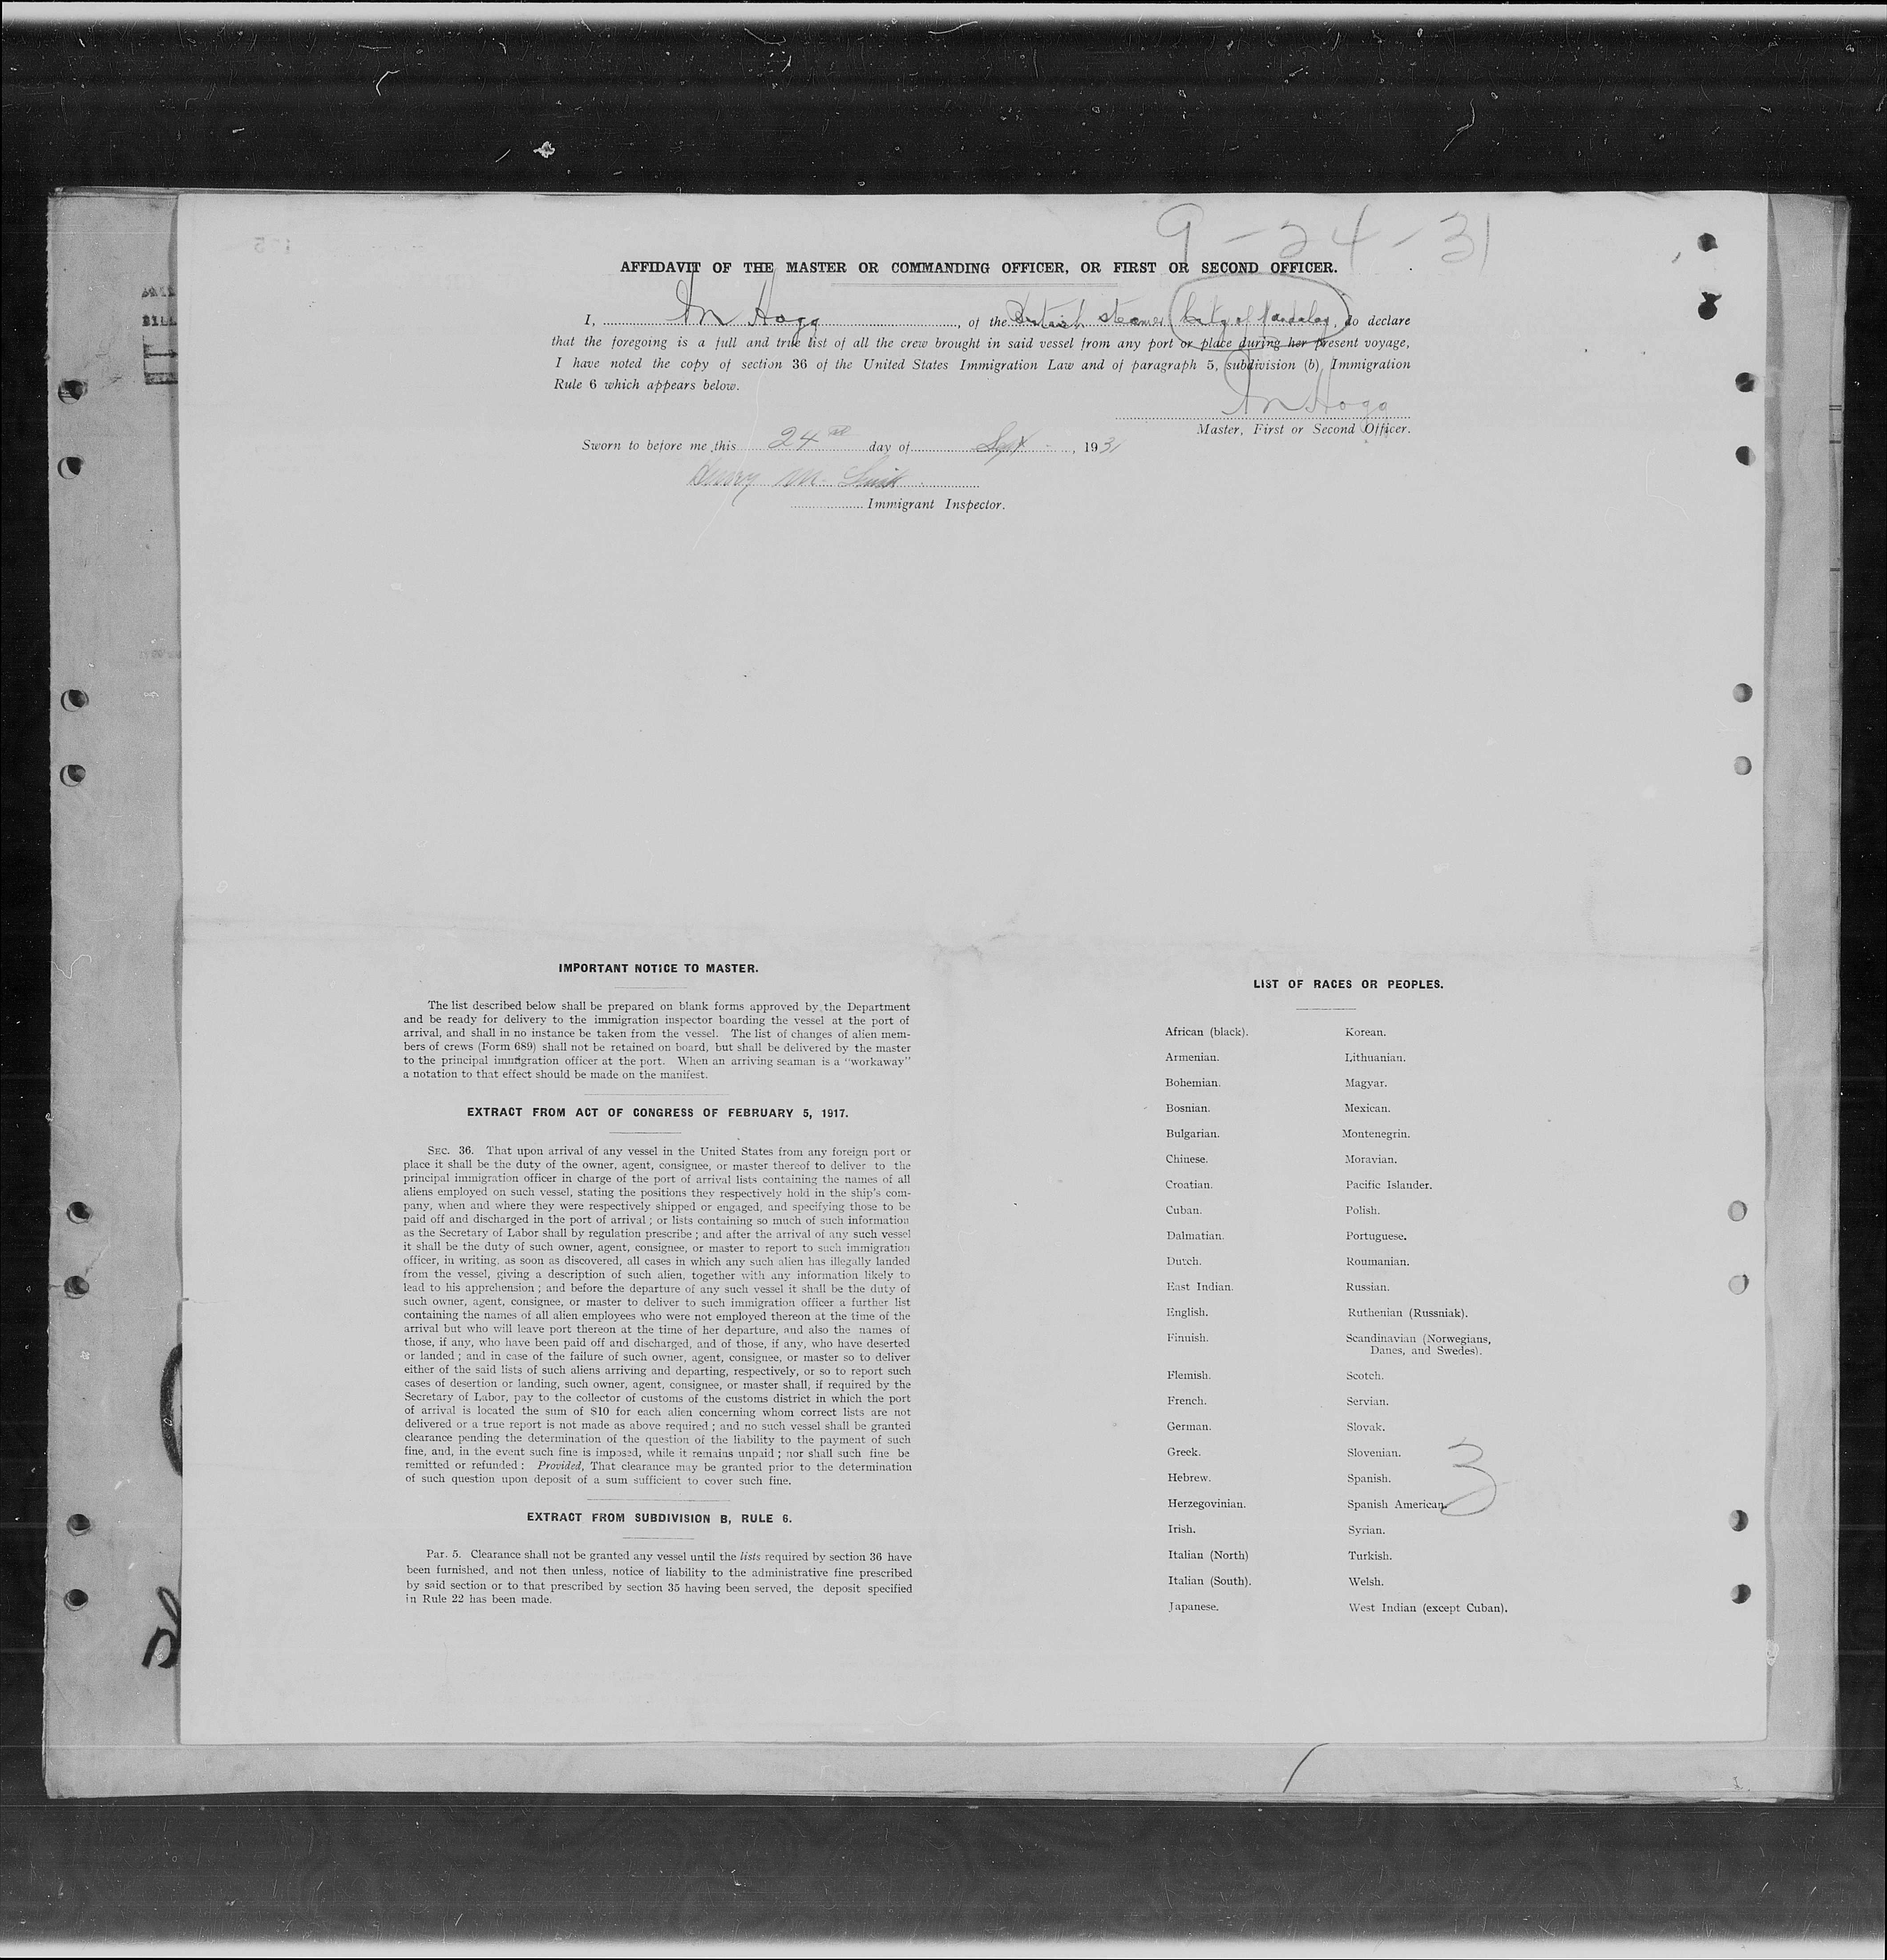 9-24-31
AFFIDAVIT OF THE MASTER OR COMMANDING OFFICER, OR FIRST OR SECOND OFFICER.
I, Hogg, of the British steamer City of Mandalay, do declare
that the foregoing is a full and true list of all the crew brought in said vessel from any port or place during her present voyage,
I have noted the copy of section 36 of the United States Immigration Law and of paragraph 5, subdivision (b) Immigration
Rule 6 which appears below.
Hogg
Master, First or Second Officer.
Sworn to before me this 24 day of Sept, 1931
Henry M. Smith
Immigrant Inspector.
IMPORTANT NOTICE TO MASTER.
The list described below shall be prepared on blank forms approved by the Department
and be ready for delivery to the immigration inspector boarding the vessel at the port of
arrival, and shall in no instance be taken from the vessel. The list of changes of alien mem-
bers of crews (Form 689) shall not be retained on board, but shall be delivered by the master
to the principal immigration officer at the port. When an arriving seaman is a "workaway"
a notation to that effect should be made on the manifest.
EXTRACT FROM ACT OF CONGRESS OF FEBRUARY 5, 1917.
SEC. 36. That upon arrival of any vessel in the United States from any foreign port or
place it shall be the duty of the owner, agent, consignee, or master thereof to deliver to the
principal immigration officer in charge of the port of arrival lists containing the names of all
aliens employed on such vessel, stating the positions they respectively hold in the ship's com-
pany, when and where they were respectively shipped or engaged, and specifying those to be
paid off and discharged in the port of arrival; or lists containing so much of such information
as the Secretary of Labor shall by regulation prescribe; and after the arrival of any such vessel
it shall be the duty of such owner, agent, consignee, or master to report to such immigration
officer, in writing, as soon as discovered, all cases in which any such alien has illegally landed
from the vessel, giving a description of such alien, together with any information likely to
lead to his apprehension; and before the departure of any such vessel it shall be the duty of
such owner, agent, consignee, or master to deliver to such immigration officer a further list
containing the names of all alien employees who were not employed thereon at the time of the
arrival but who will leave port thereon at the time of her departure, and also the names of
those, if any, who have been paid off and discharged, and of those, if any, who have deserted
or landed; and in case of the failure of such owner, agent, consignee, or master so to deliver
either of the said lists of such aliens arriving and departing, respectively, or so to report such
cases of desertion or landing, such owner, agent, consignee, or master shall, if required by the
Secretary of Labor, pay to the collector of customs of the customs district in which the port
of arrival is located the sum of $10 for each alien concerning whom correct lists are not
delivered or a true report is not made as above required; and no such vessel shall be granted
clearance pending the determination of the question of the liability to the payment of such
fine, and, in the event such fine is imposed, while it remains unpaid; nor shall such fine be
remitted or refunded: Provided, That clearance may be granted prior to the determination
of such question upon deposit of a sum sufficient to cover such fine.
EXTRACT FROM SUBDIVISION B, RULE 6.
Par. 5. Clearance shall not be granted any vessel until the lists required by section 36 have
been furnished, and not then unless, notice of liability to the administrative fine prescribed
by said section or to that prescribed by section 35 having been served, the deposit specified
in Rule 22 has been made.
LIST OF RACES OR PEOPLES.
African (black).
Armenian.
Bohemian.
Bosnian.
Bulgarian.
Chinese.
Croatian.
Cuban.
Dalmatian.
Dutch.
East Indian.
English.
Finnish.
Flemish.
French.
German.
Greek.
Hebrew.
Herzegovinian.
Irish.
Italian (North)
Italian (South).
Japanese.
Korean.
Lithuanian.
Magyar.
Mexican.
Montenegrin.
Moravian.
Pacific Islander.
Polish.
Portuguese.
Roumanian.
Russian.
Ruthenian (Russniak).
Scandinavian (Norwegians,
Danes, and Swedes).
Scotch.
Servian.
Slovak.
Slovenian.
Spanish.
Spanish American.
Syrian.
Turkish.
Welsh.
West Indian (except Cuban).
3